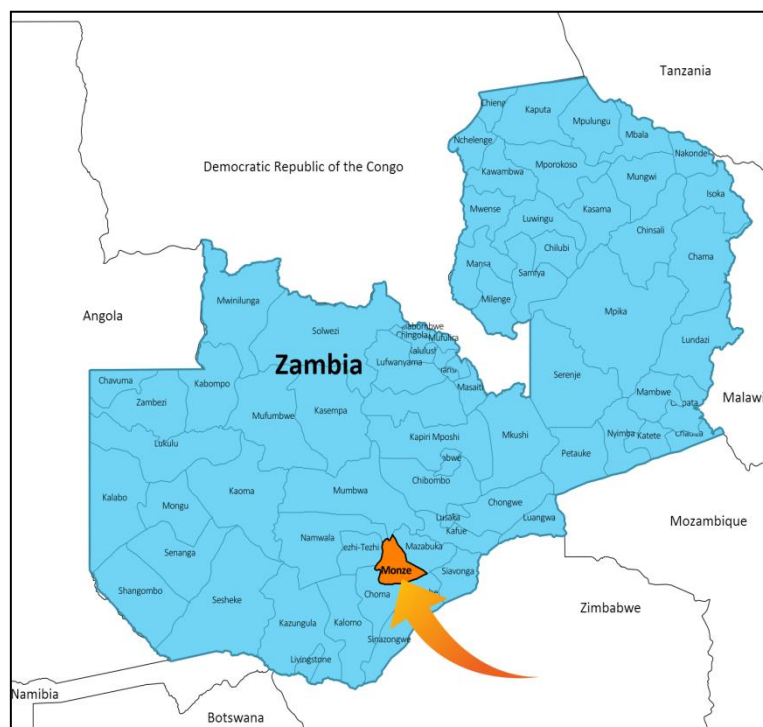 Tanzania
Democratic Republic of the Congo
Angola
Zambia
Malawi
Mozambique
Zimbabwe
Namibia
Botswana
Kaputa
Mpulungu
Mbala
Nchelenge
Nakonde
Kawambwa
Mporokoso
Mungwi
Isoka
Mwense
Kasama
Luwingu
Chinsali
Chilubi
Chama
Mansa
Samfya
Milenge
Mpika
Lundazi
Serenje
Mambwe
Nyimba
Katete
Petauke
Mwinilunga
Solwezi
Mufulira
Lufwanyama
Masaiti
Chavuma
Kabompo
Zambezi
Mufumbwe
Kasempa
Kapiri Mposhi
Mkushi
Lukulu
Chibombo
Kalabo
Mongu
Kaoma
Mumbwa
Chongwe
Lusaka
Luangwa
Kafue
Namwala
Mazabuka
Senanga
Monze
Siavonga
Shangombo
Sesheke
Choma
Kazungula
Kalomo
Sinazongwe
Livingstone